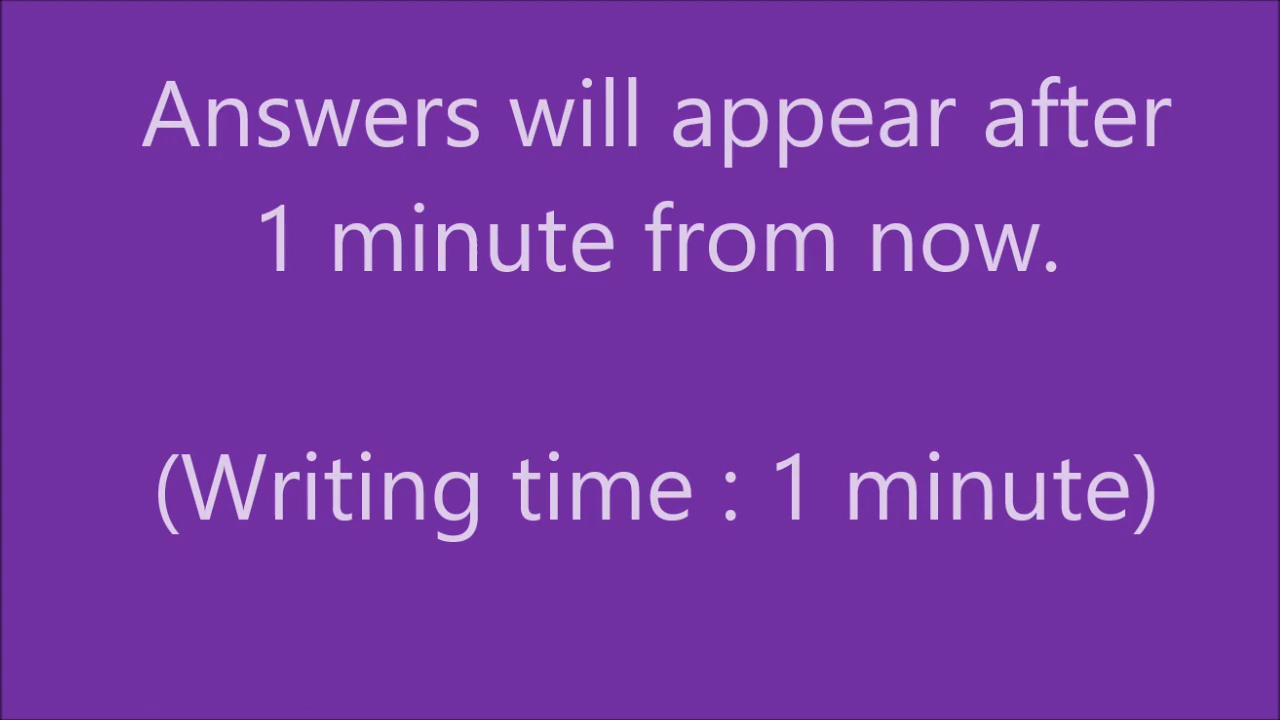 Answers will appear after
1 minute from now.
(Writing time : 1 minute)